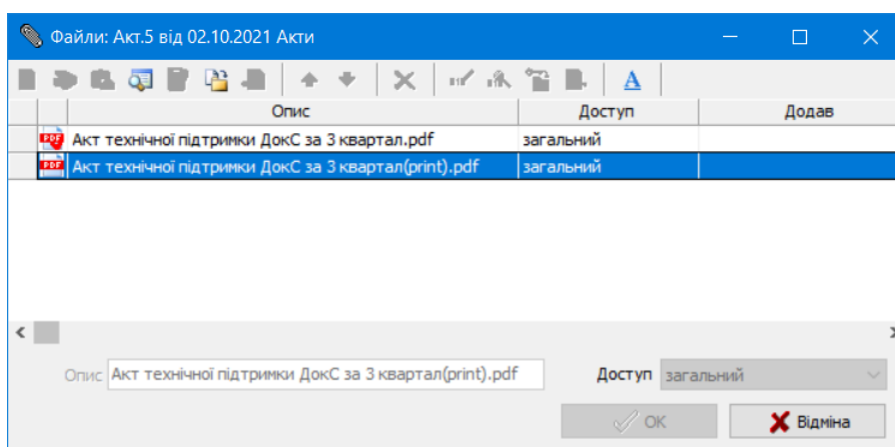 Файли: Акт.5 від 02.10.2021 Акти
A
Опис Доступ Додав
PDF Акт технічної підтримки ДокС за 3 квартал.pdf загальний
PDF Акт технічної підтримки ДокС за 3 квартал(print).pdf загальний
Опис Акт технічної підтримки ДокС за 3 квартал(print).pdf Доступ загальний
OK Відміна